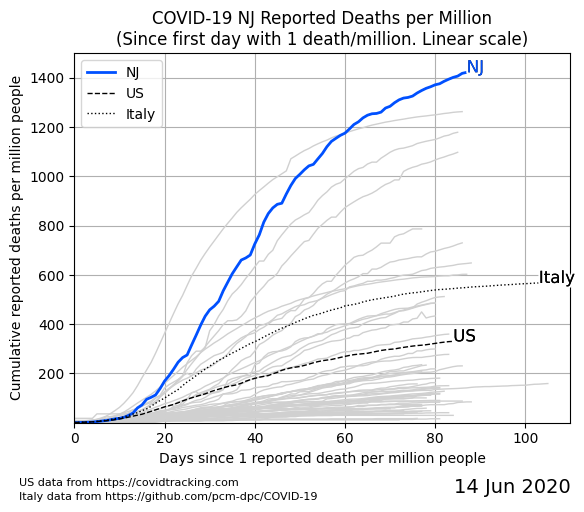 COVID-19 NJ Reported Deaths per Million
(Since first day with 1 death/million. Linear scale)
Cumulative reported deaths per million people
1400
1200
1000
800
600
400
200
NJ
US
Italy
NJ
Italy
US
0 20 40 60 80 100
Days since 1 reported death per million people
US data from https://covidtracking.com
Italy data from https://github.com/pcm-dpc/COVID-19
14 Jun 2020